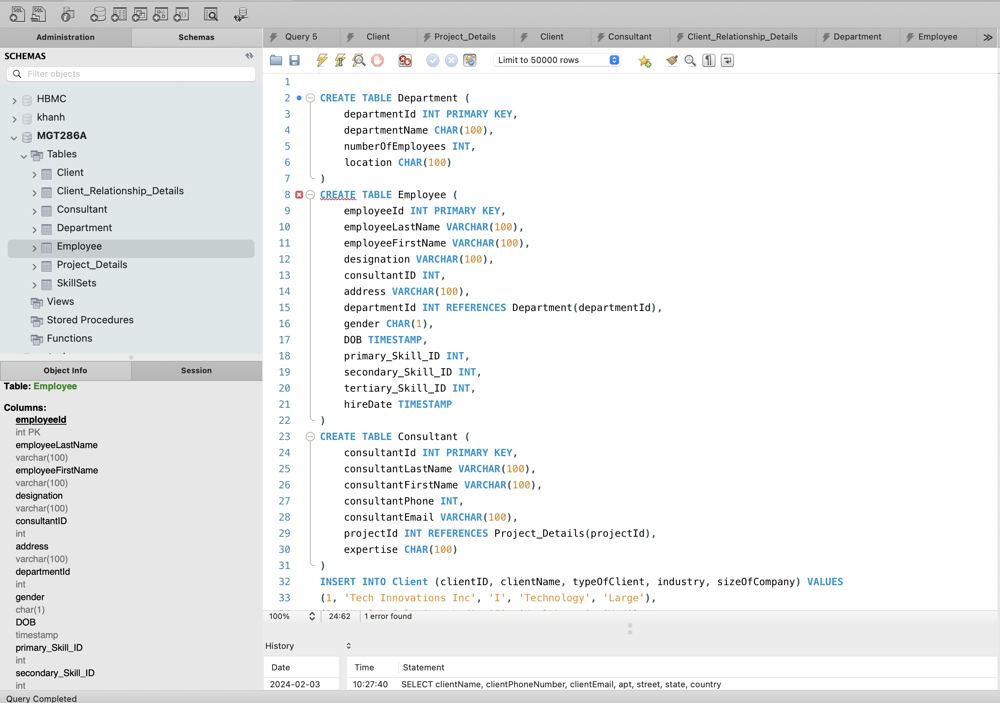 SQL SQL
Administration Schemas
Query 5 Client Project_Details Client Consultant Client_Relationship_Details Department Employee
SCHEMAS
Filter objects
HBMC
khanh
MGT286A
Tables
Client
Client_Relationship_Details
Consultant
Department
Employee
Project_Details
SkillSets
Views
Stored Procedures
Functions
Object Info Session
Table: Employee
Columns:
employeeId
int PK
employeeLastName
varchar(100)
employeeFirstName
varchar(100)
designation
varchar(100)
consultantID
int
address
varchar(100)
departmentId
int
gender
char(1)
DOB
timestamp
primary_Skill_ID
int
secondary_Skill_ID
int
Limit to 50000 rows
1
2 CREATE TABLE Department (
3 departmentId INT PRIMARY KEY,
4 departmentName CHAR(100),
5 numberOfEmployees INT,
6 location CHAR(100)
7 )
8 CREATE TABLE Employee (
9 employeeId INT PRIMARY KEY,
10 employeeLastName VARCHAR(100),
11 employeeFirstName VARCHAR(100),
12 designation VARCHAR(100),
13 consultantID INT,
14 address VARCHAR(100),
15 departmentId INT REFERENCES Department(departmentId),
16 gender CHAR(1),
17 DOB TIMESTAMP,
18 primary_Skill_ID INT,
19 secondary_Skill_ID INT,
20 tertiary_Skill_ID INT,
21 hireDate TIMESTAMP
22 )
23 CREATE TABLE Consultant (
24 consultantId INT PRIMARY KEY,
25 consultantLastName VARCHAR(100),
26 consultantFirstName VARCHAR(100),
27 consultantPhone INT,
28 consultantEmail VARCHAR(100),
29 projectId INT REFERENCES Project_Details(projectId),
30 expertise CHAR(100)
31 )
32 INSERT INTO Client (clientID, clientName, typeOfClient, industry, sizeOfCompany) VALUES
33 (1, 'Tech Innovations Inc', 'I', 'Technology', 'Large'),
100% 24:62 1 error found
History
Date Time Statement
2024-02-03 10:27:40 SELECT clientName, clientPhoneNumber, clientEmail, apt, street, state, country
Query Completed